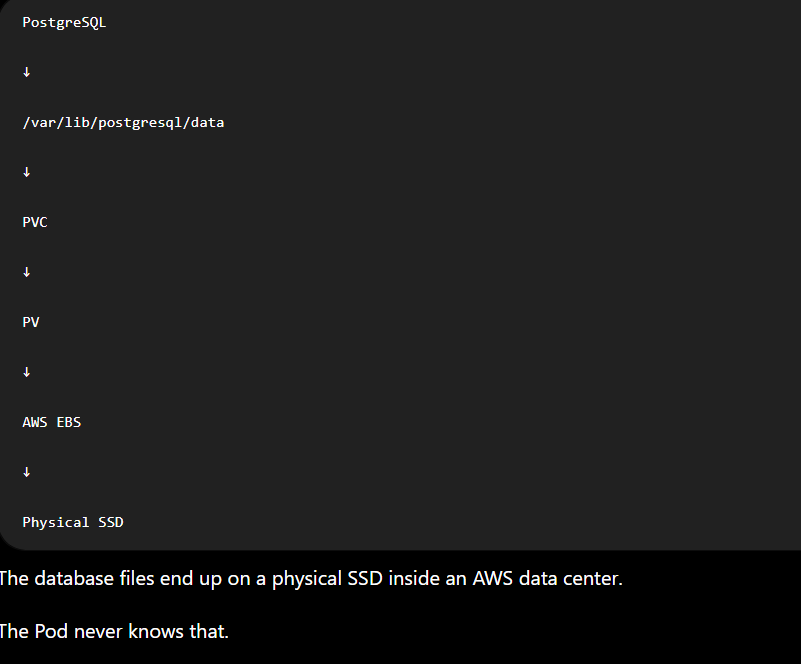 PostgreSQL
↓
/var/lib/postgresql/data
↓
PVC
↓
PV
↓
AWS EBS
↓
Physical SSD
The database files end up on a physical SSD inside an AWS data center.
The Pod never knows that.